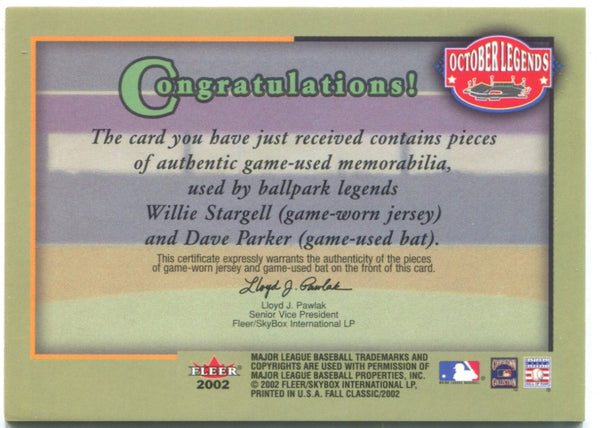 OCTOBER LEGENDS
Congratulations!
The card you have just received contains pieces
of authentic game-used memorabilia,
used by ballpark legends
Willie Stargell (game-worn jersey)
and Dave Parker (game-used bat).
This certificate expressly warrants the authenticity of the pieces
of game-worn jersey and game-used bat on the front of this card.
Lloyd J. Pawlak
Lloyd J. Pawlak
Senior Vice President
Fleer/SkyBox International LP
FLEER
2002
MAJOR LEAGUE BASEBALL TRADEMARKS AND
COPYRIGHTS ARE USED WITH PERMISSION OF
MAJOR LEAGUE BASEBALL PROPERTIES, INC.
© 2002 FLEER/SKYBOX INTERNATIONAL LP,
PRINTED IN U.S.A. FALL CLASSIC/2002
COOPERSTOWN
COLLECTION